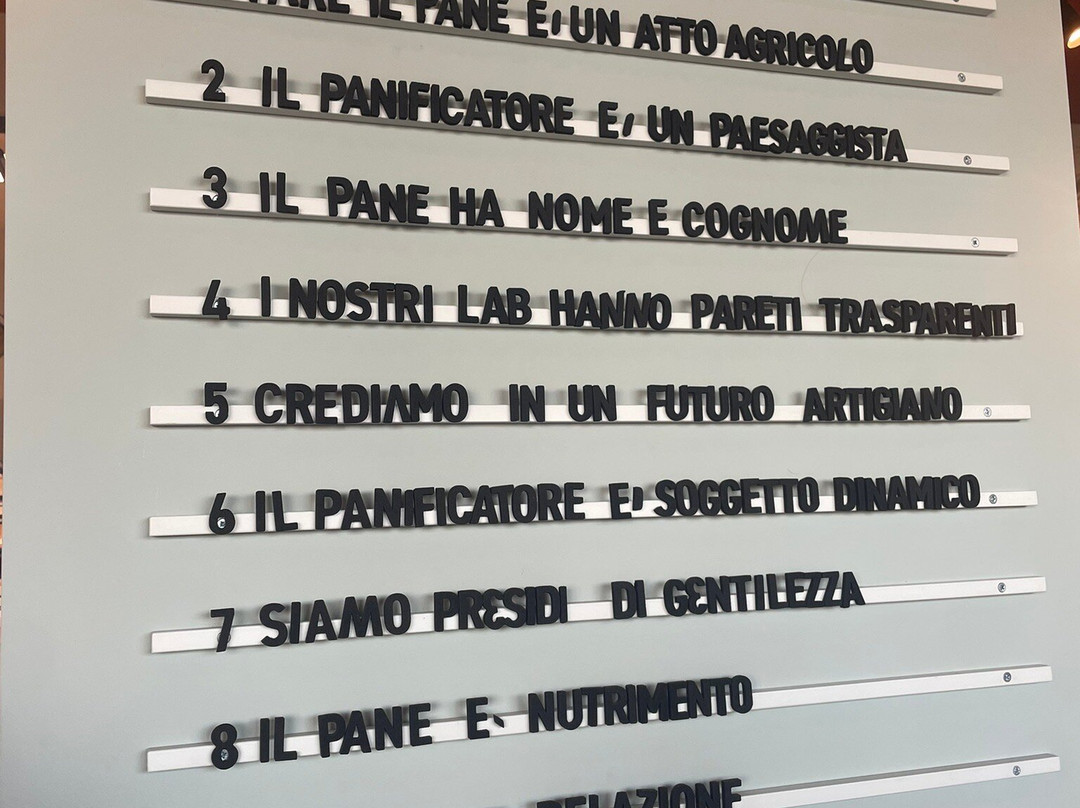 FARE IL PANE E, UN ATTO AGRICOLO
2 IL PANIFICATORE E, UN PAESAGGISTA
3 IL PANE HA NOME E COGNOME
4 I NOSTRI LAB HANNO PARETI TRASPARENTI
5 CREDIAMO IN UN FUTURO ARTIGIANO
6 IL PANIFICATORE E' SOGGETTO DINAMICO
7 SIAMO PRESIDI DI GENTILEZZA
8 IL PANE E` NUTRIMENTO
RELAZIONE